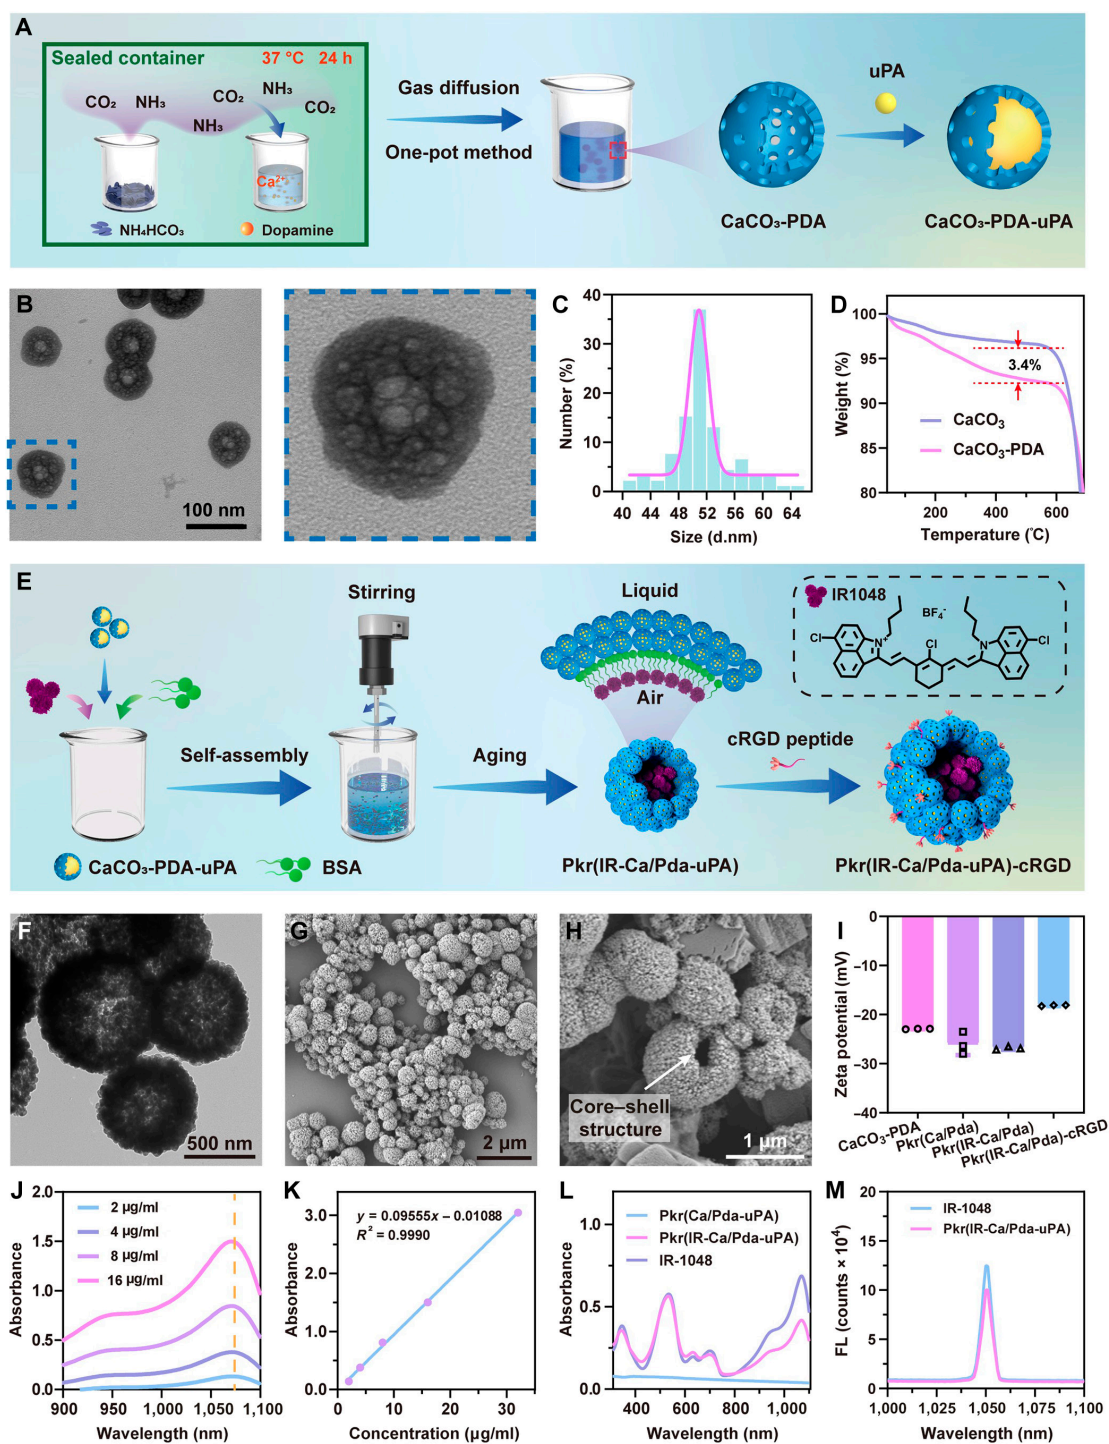 A
Sealed container 37 °C 24 h
CO₂ NH₃ CO₂ NH₃ CO₂
NH₃
Ca²⁺
NH₄HCO₃ Dopamine
Gas diffusion
One-pot method
uPA
CaCO₃-PDA
CaCO₃-PDA-uPA
B
100 nm
C
Number (%)
40
30
20
10
0
40 44 48 52 56 60 64
Size (d.nm)
D
Weight (%)
100
95
90
85
80
3.4%
CaCO₃
CaCO₃-PDA
200 400 600
Temperature (°C)
E
Stirring
Liquid
Air
IR1048
BF₄⁻
Cl
N⁺
Cl
N
Cl
Self-assembly
Aging
cRGD peptide
CaCO₃-PDA-uPA
BSA
Pkr(IR-Ca/Pda-uPA)
Pkr(IR-Ca/Pda-uPA)-cRGD
F
500 nm
G
2 μm
H
Core–shell
structure
1 μm
I
Zeta potential (mV)
0
−10
−20
−30
−40
CaCO₃-PDA
Pkr(Ca/Pda)
Pkr(IR-Ca/Pda)
Pkr(IR-Ca/Pda)-cRGD
J
Absorbance
2.0
1.5
1.0
0.5
0.0
2 μg/ml
4 μg/ml
8 μg/ml
16 μg/ml
900 950 1,000 1,050 1,100
Wavelength (nm)
K
Absorbance
3.0
2.0
1.0
0.0
y = 0.09555x – 0.01088
R² = 0.9990
0 10 20 30
Concentration (μg/ml)
L
Absorbance
1.0
0.5
0.0
Pkr(Ca/Pda-uPA)
Pkr(IR-Ca/Pda-uPA)
IR-1048
400 600 800 1,000
Wavelength (nm)
M
FL (counts × 10⁴)
20
15
10
5
0
IR-1048
Pkr(IR-Ca/Pda-uPA)
1,000 1,025 1,050 1,075 1,100
Wavelength (nm)